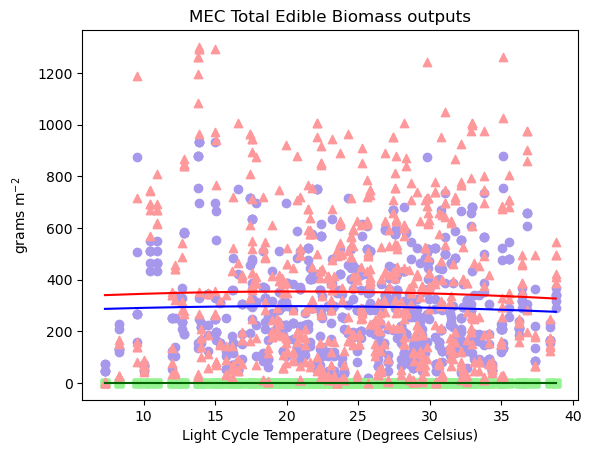 MEC Total Edible Biomass outputs
grams m⁻²
1200
1000
800
600
400
200
0
10 15 20 25 30 35 40
Light Cycle Temperature (Degrees Celsius)